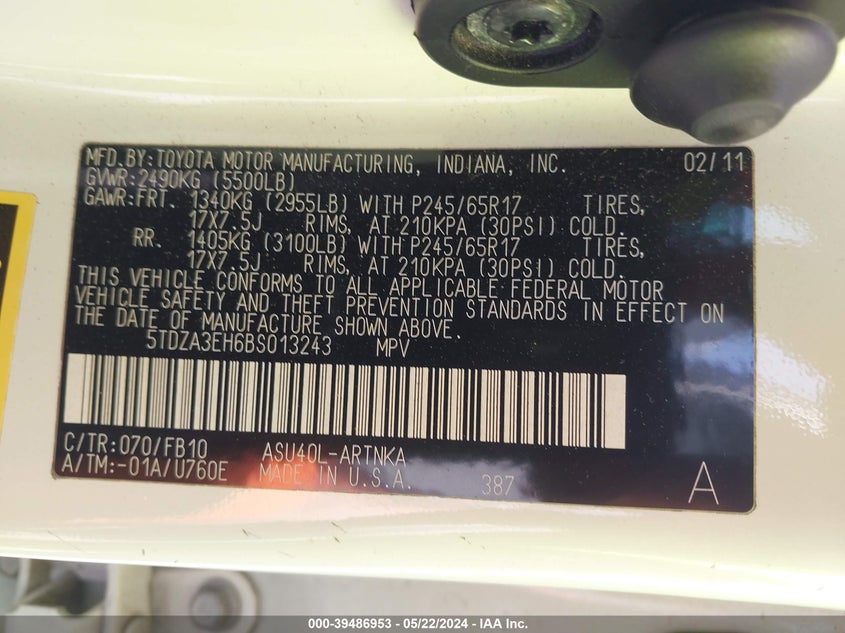 MFD.BY:TOYOTA MOTOR MANUFACTURING, INDIANA, INC. 02/11
GVWR:2490KG (5500LB)
GAWR:FRT. 1340KG (2955LB) WITH P245/65R17 TIRES,
17X7.5J RIMS, AT 210KPA (30PSI) COLD.
RR. 1405KG (3100LB) WITH P245/65R17 TIRES,
17X7.5J RIMS, AT 210KPA (30PSI) COLD.
THIS VEHICLE CONFORMS TO ALL APPLICABLE FEDERAL MOTOR
VEHICLE SAFETY AND THEFT PREVENTION STANDARDS IN EFFECT ON
THE DATE OF MANUFACTURE SHOWN ABOVE.
5TDZA3EH6BS013243 MPV
C/TR:070/FB10 ASU40L-ARTNKA
A/TM:-01A/U760E MADE IN U.S.A. 387 A
000-39486953 - 05/22/2024 - IAA Inc.